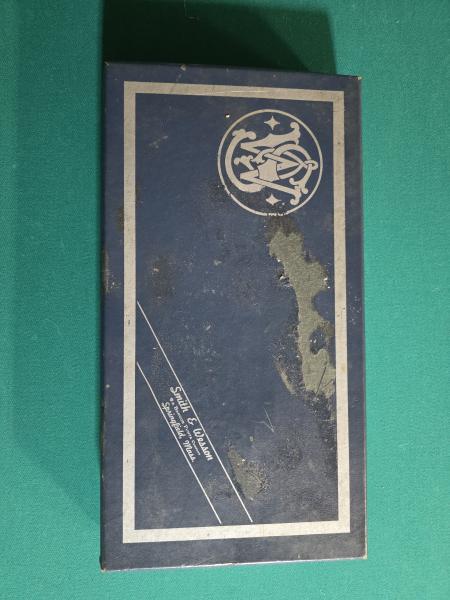 Smith & Wesson
Springfield, Mass.